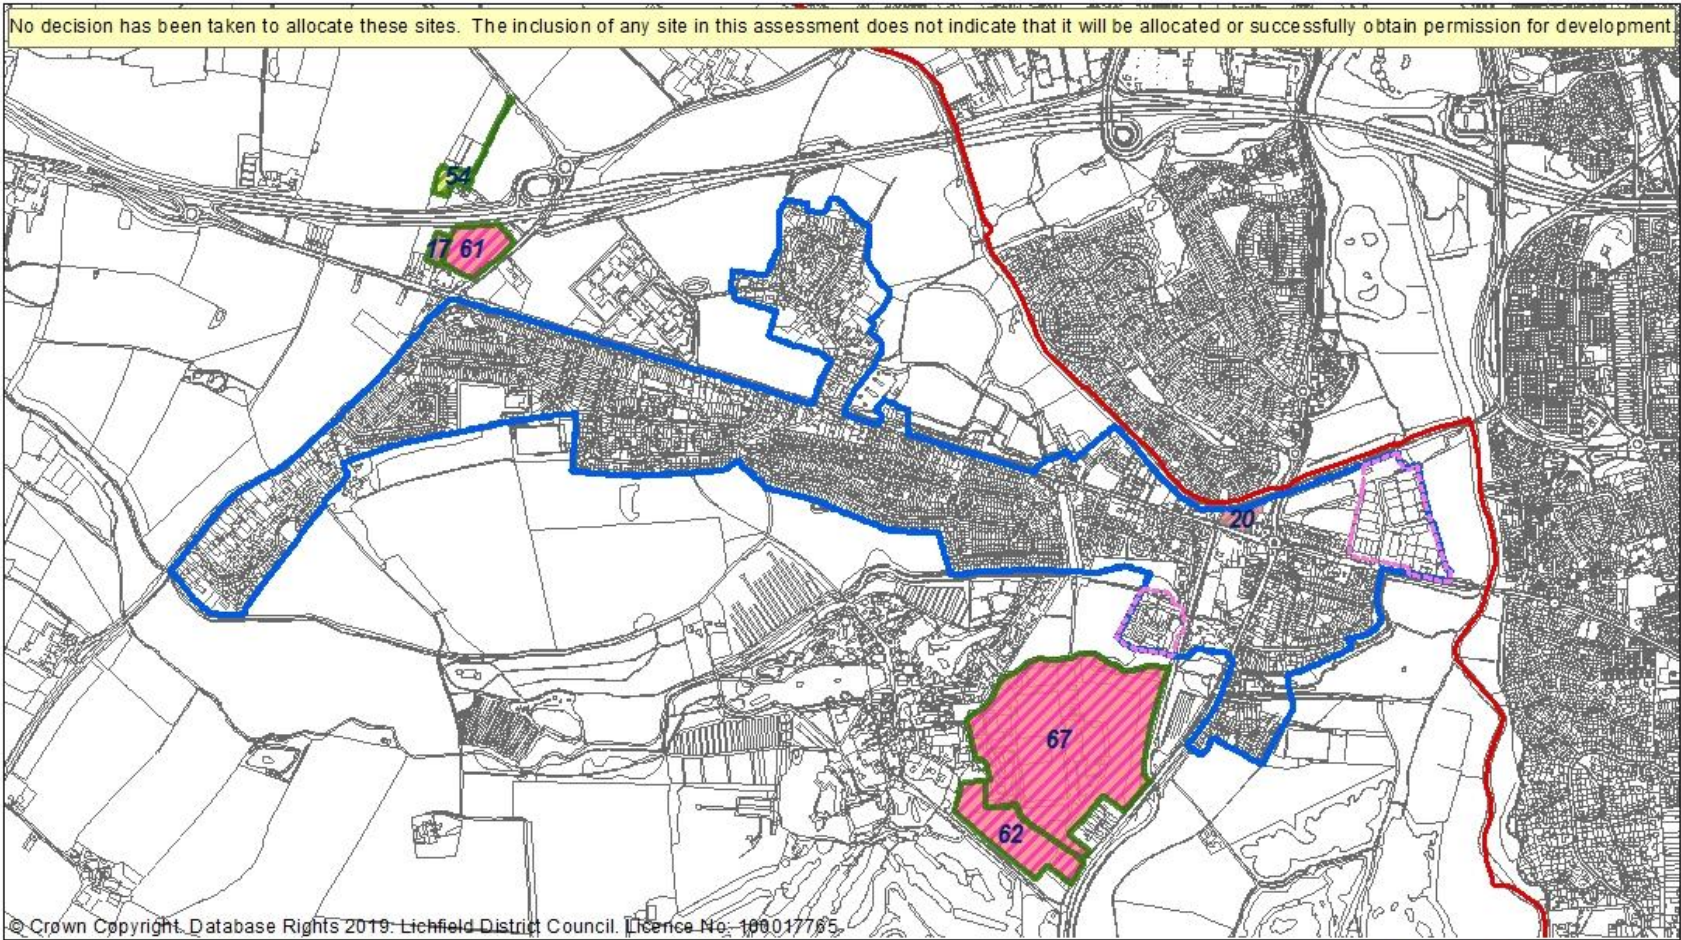 No decision has been taken to allocate these sites. The inclusion of any site in this assessment does not indicate that it will be allocated or successfully obtain permission for development.
54
17 61
20
67
62
© Crown Copyright. Database Rights 2019. Lichfield District Council. Licence No: 100017765